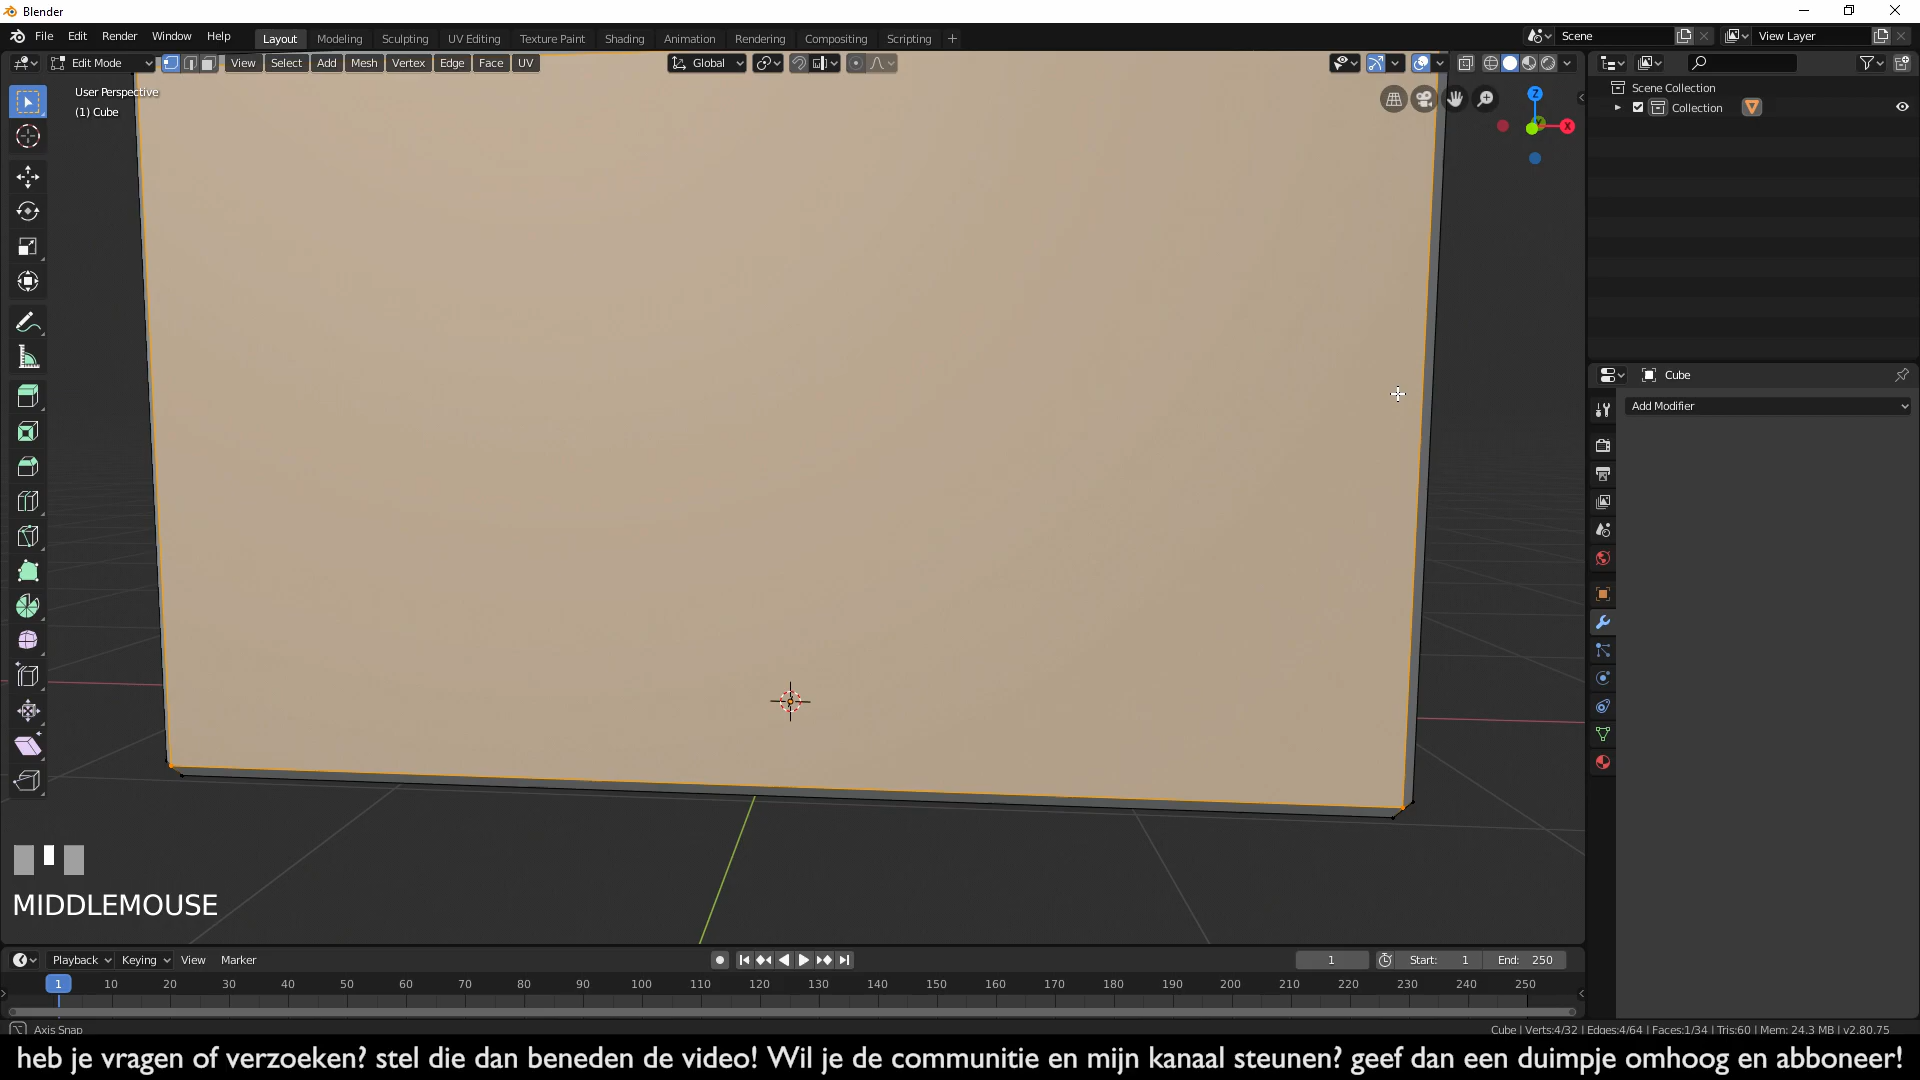 Blender
File Edit Render Window Help Layout Modeling Sculpting UV Editing Texture Paint Shading Animation Rendering Compositing Scripting + Scene View Layer
Edit Mode View Select Add Mesh Vertex Edge Face UV Global
User Perspective
(1) Cube
Z
X
Scene Collection
Collection
Cube
Add Modifier
MIDDLEMOUSE
Playback Keying View Marker 1 Start: 1 End: 250
1 10 20 30 40 50 60 70 80 90 100 110 120 130 140 150 160 170 180 190 200 210 220 230 240 250
Axis Snap Cube | Verts:4/32 | Edges:4/64 | Faces:1/34 | Tris:60 | Mem: 24.3 MB | v2.80.75
heb je vragen of verzoeken? stel die dan beneden de video! Wil je de communitie en mijn kanaal steunen? geef dan een duimpje omhoog en abboneer!